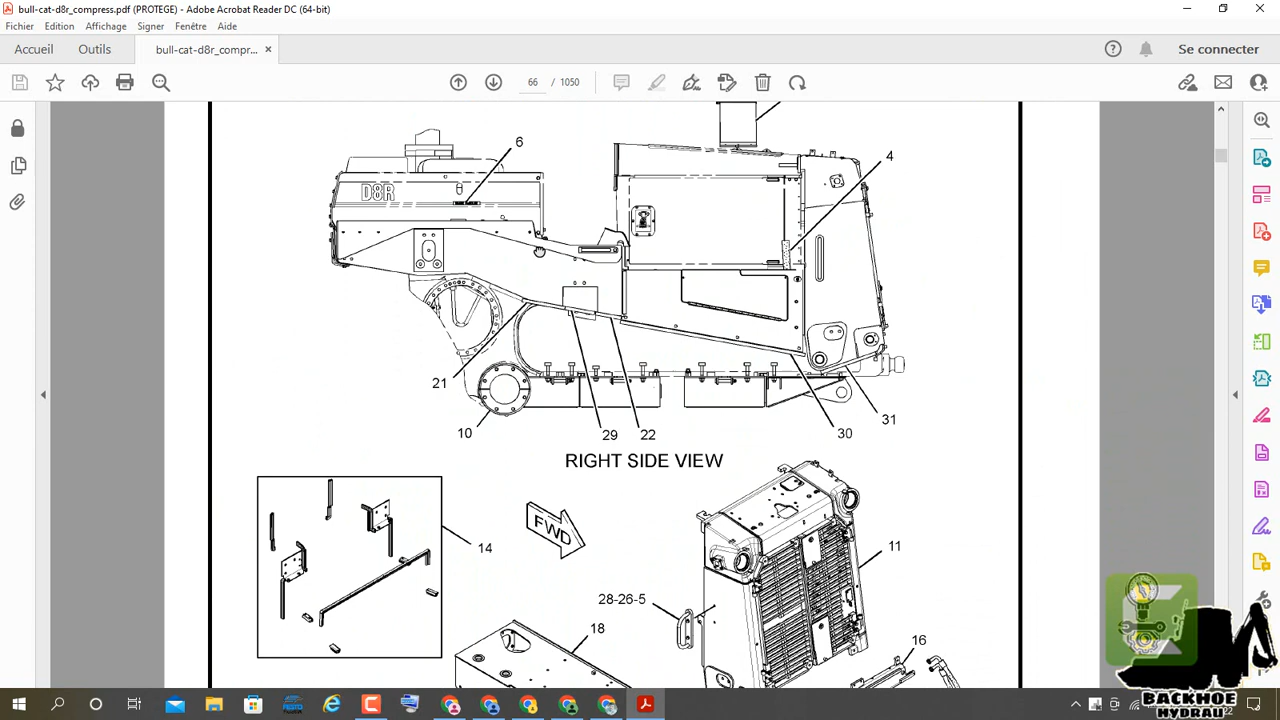 bull-cat-d8r_compress.pdf (PROTEGE) - Adobe Acrobat Reader DC (64-bit)
Fichier Edition Affichage Signer Fenêtre Aide
Accueil Outils bull-cat-d8r_compr... × Se connecter
66 / 1050
6
4
D8R
21
10
29
22
30
31
RIGHT SIDE VIEW
14
FWD
11
28-26-5
18
16
BACKHOE
HYDRAU
22